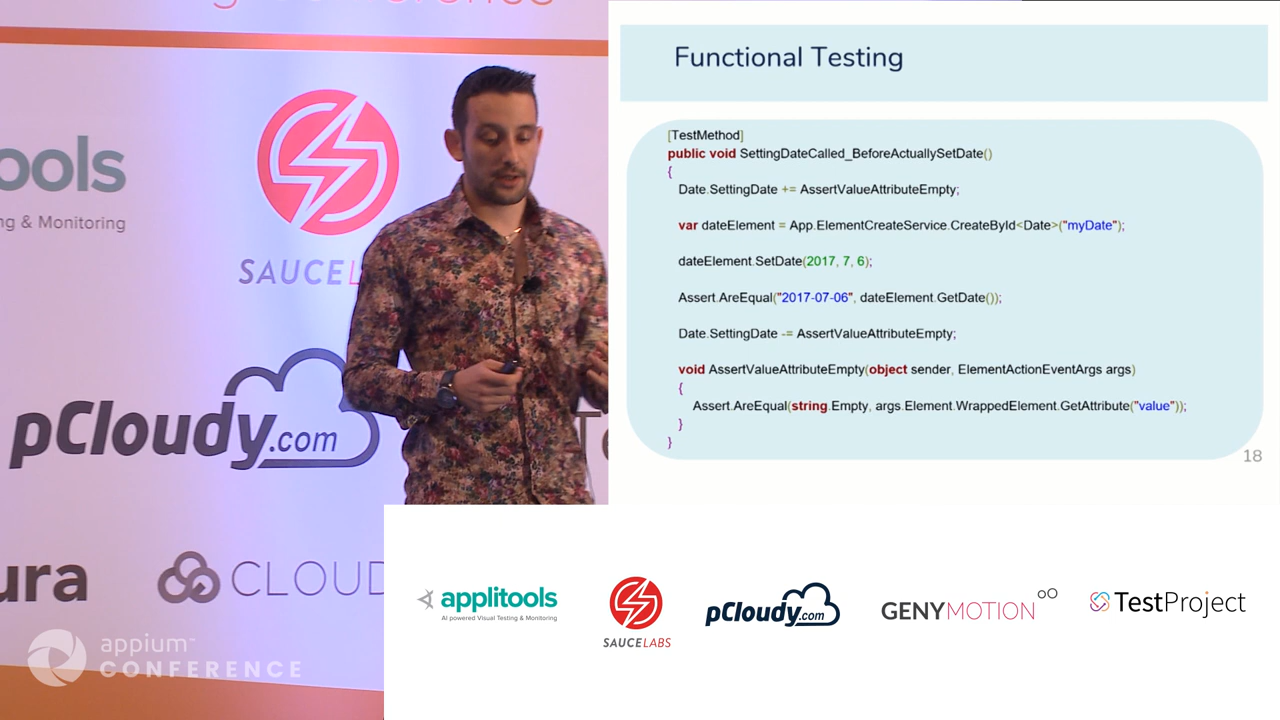 ools
ng & Monitoring
SAUCEL
pCloudy.com
ura
CLOUD
appium™
CONFERENCE
Functional Testing
[TestMethod]
public void SettingDateCalled_BeforeActuallySetDate()
{
Date.SettingDate += AssertValueAttributeEmpty;
var dateElement = App.ElementCreateService.CreateById<Date>("myDate");
dateElement.SetDate(2017, 7, 6);
Assert.AreEqual("2017-07-06", dateElement.GetDate());
Date.SettingDate -= AssertValueAttributeEmpty;
void AssertValueAttributeEmpty(object sender, ElementActionEventArgs args)
{
Assert.AreEqual(string.Empty, args.Element.WrappedElement.GetAttribute("value"));
}
}
18
applitools
AI powered Visual Testing & Monitoring
SAUCELABS
pCloudy.com
GENYMOTION
TestProject